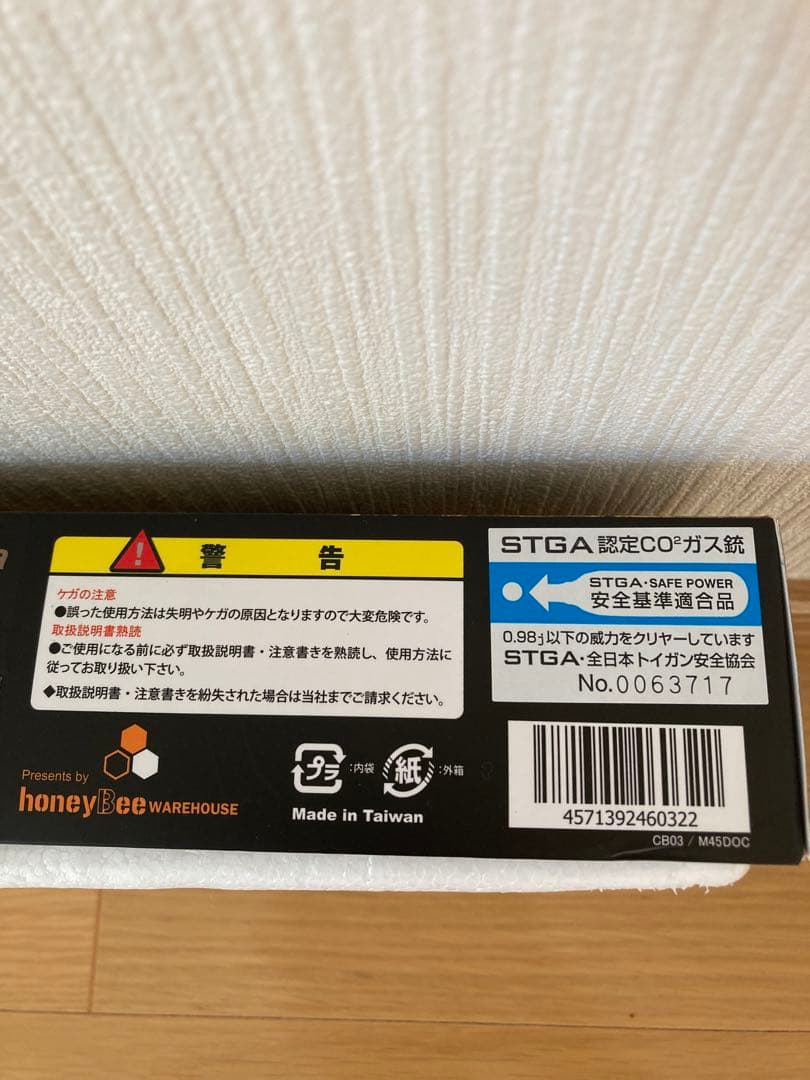 警告
ケガの注意
●誤った使用方法は失明やケガの原因となりますので大変危険です。
取扱説明書熟読
●ご使用になる前に必ず取扱説明書・注意書きを熟読し、使用方法に
従ってお取り扱い下さい。
◆取扱説明書・注意書きを紛失された場合は当社までご請求ください。
STGA 認定CO²ガス銃
STGA・SAFE POWER
安全基準適合品
0.98j以下の威力をクリヤーしています
STGA・全日本トイガン安全協会
No.0063717
Presents by
honeyBee WAREHOUSE
プラ :内袋
紙 :外箱
Made in Taiwan
4571392460322
CB03 / M45DOC